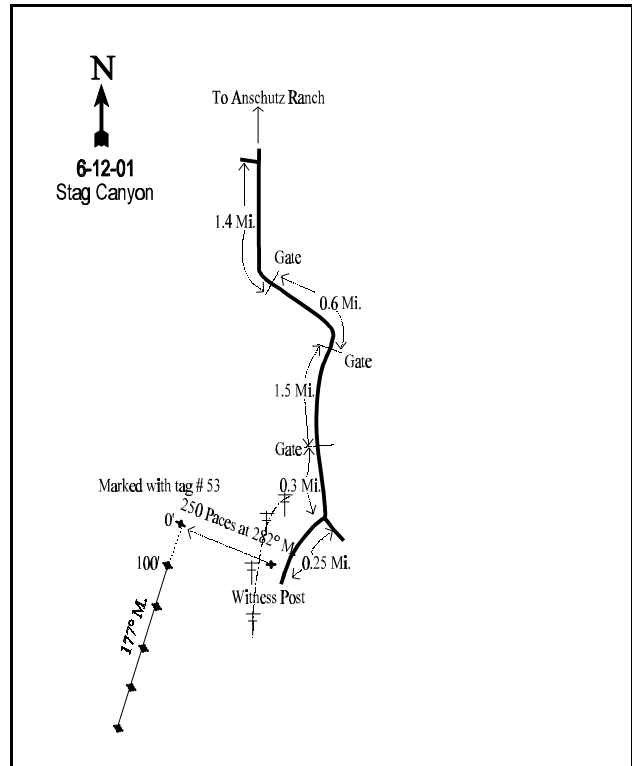 N
6-12-01
Stag Canyon
To Anschutz Ranch
1.4 Mi.
Gate
0.6 Mi.
Gate
1.5 Mi.
Gate
0.3 Mi.
Marked with tag # 53
0'
250 Paces at 282° M.
100'
0.25 Mi.
Witness Post
177° M.